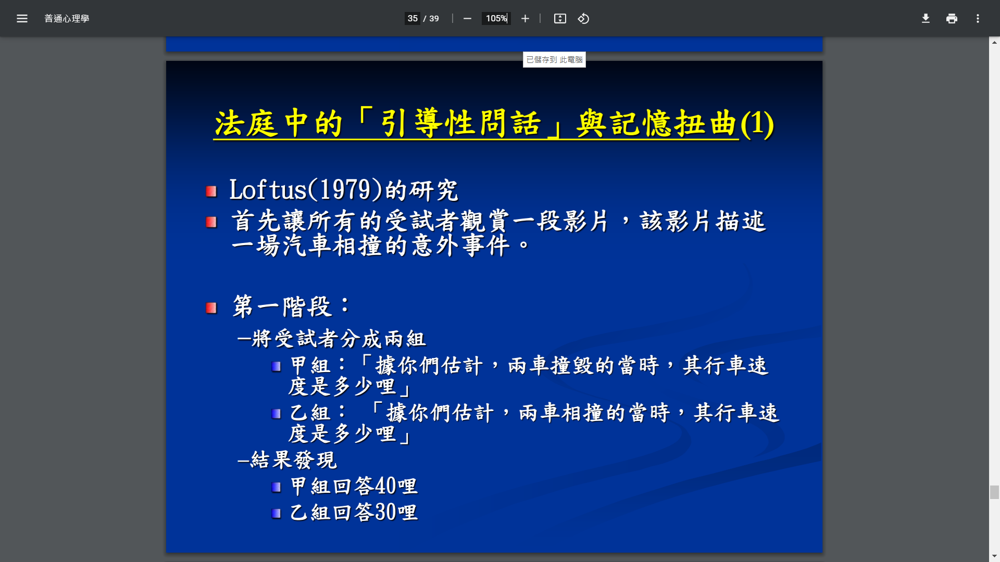 普通心理學
35 / 39
105%
已儲存到 此電腦
法庭中的「引導性問話」與記憶扭曲(1)
Loftus(1979)的研究
首先讓所有的受試者觀賞一段影片，該影片描述
一場汽車相撞的意外事件。
第一階段：
–將受試者分成兩組
甲組：「據你們估計，兩車撞毀的當時，其行車速
度是多少哩」
乙組： 「據你們估計，兩車相撞的當時，其行車速
度是多少哩」
–結果發現
甲組回答40哩
乙組回答30哩